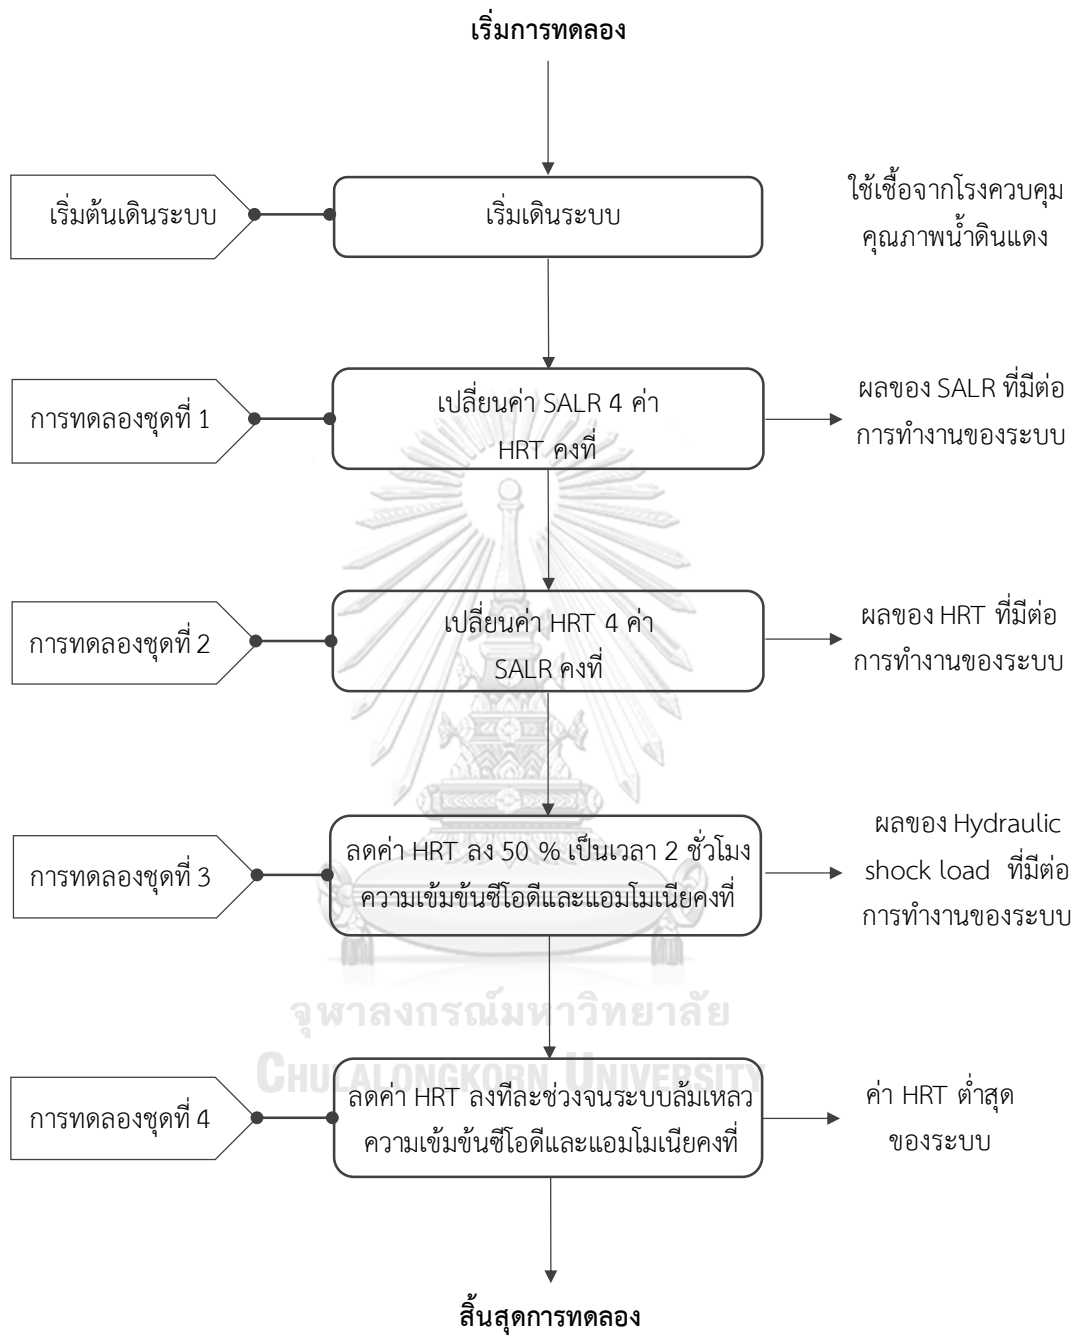 เริ่มการทดลอง
เริ่มต้นเดินระบบ
เริ่มเดินระบบ
ใช้เชื้อจากโรงควบคุม
คุณภาพน้ำดินแดง
การทดลองชุดที่ 1
เปลี่ยนค่า SALR 4 ค่า
HRT คงที่
ผลของ SALR ที่มีต่อ
การทำงานของระบบ
การทดลองชุดที่ 2
เปลี่ยนค่า HRT 4 ค่า
SALR คงที่
ผลของ HRT ที่มีต่อ
การทำงานของระบบ
การทดลองชุดที่ 3
ลดค่า HRT ลง 50 % เป็นเวลา 2 ชั่วโมง
ความเข้มข้นซีโอดีและแอมโมเนียคงที่
ผลของ Hydraulic
shock load ที่มีต่อ
การทำงานของระบบ
จุฬาลงกรณ์มหาวิทยาลัย
CHULALONGKORN UNIVERSITY
การทดลองชุดที่ 4
ลดค่า HRT ลงทีละช่วงจนระบบล้มเหลว
ความเข้มข้นซีโอดีและแอมโมเนียคงที่
ค่า HRT ต่ำสุด
ของระบบ
สิ้นสุดการทดลอง